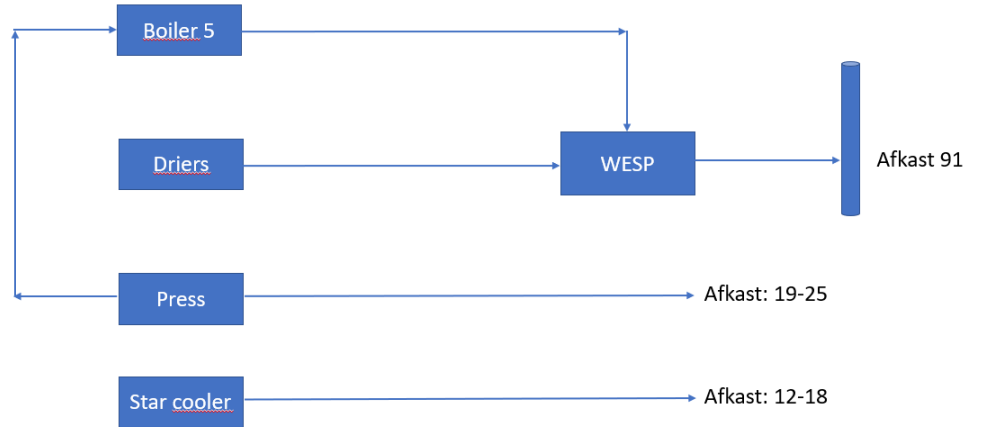 Boiler 5
Driers
WESP
Afkast 91
Press
Afkast: 19-25
Star cooler
Afkast: 12-18